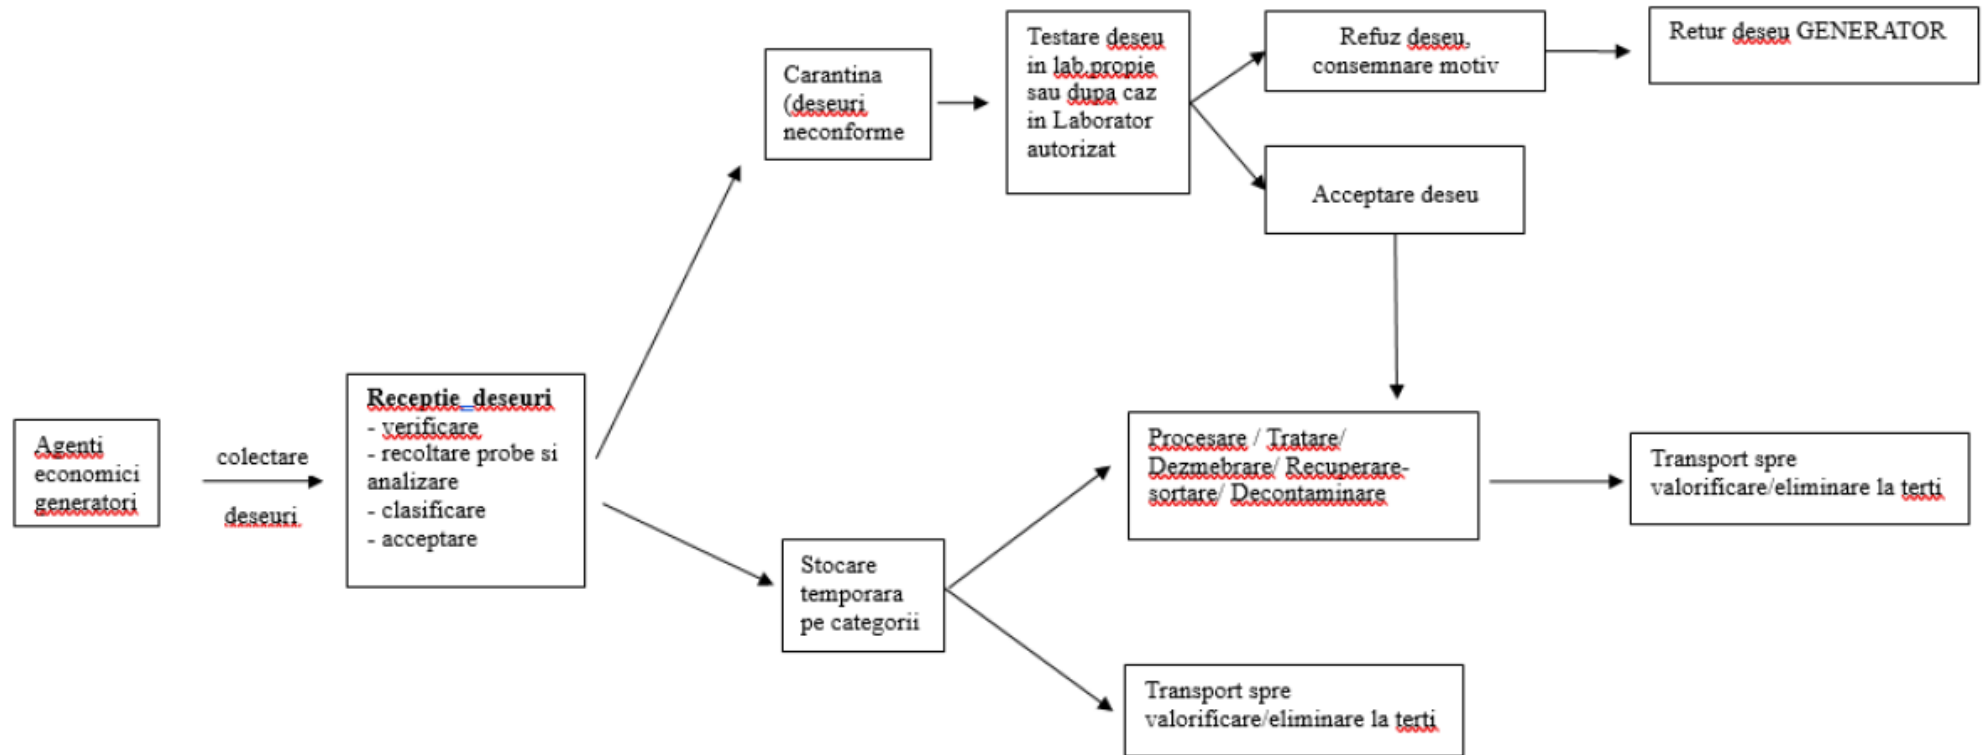 Agenti
economici
generatori
colectare
deseuri
Receptie deseuri
- verificare
- recoltare probe si
analizare
- clasificare
- acceptare
Carantina
(deseuri
neconforme
Testare deseu
in lab.propie
sau dupa caz
in Laborator
autorizat
Refuz deseu,
consemnare motiv
Retur deseu GENERATOR
Acceptare deseu
Stocare
temporara
pe categorii
Procesare / Tratare/
Dezmebrare/ Recuperare-
sortare/ Decontaminare
Transport spre
valorificare/eliminare la terti
Transport spre
valorificare/eliminare la terti